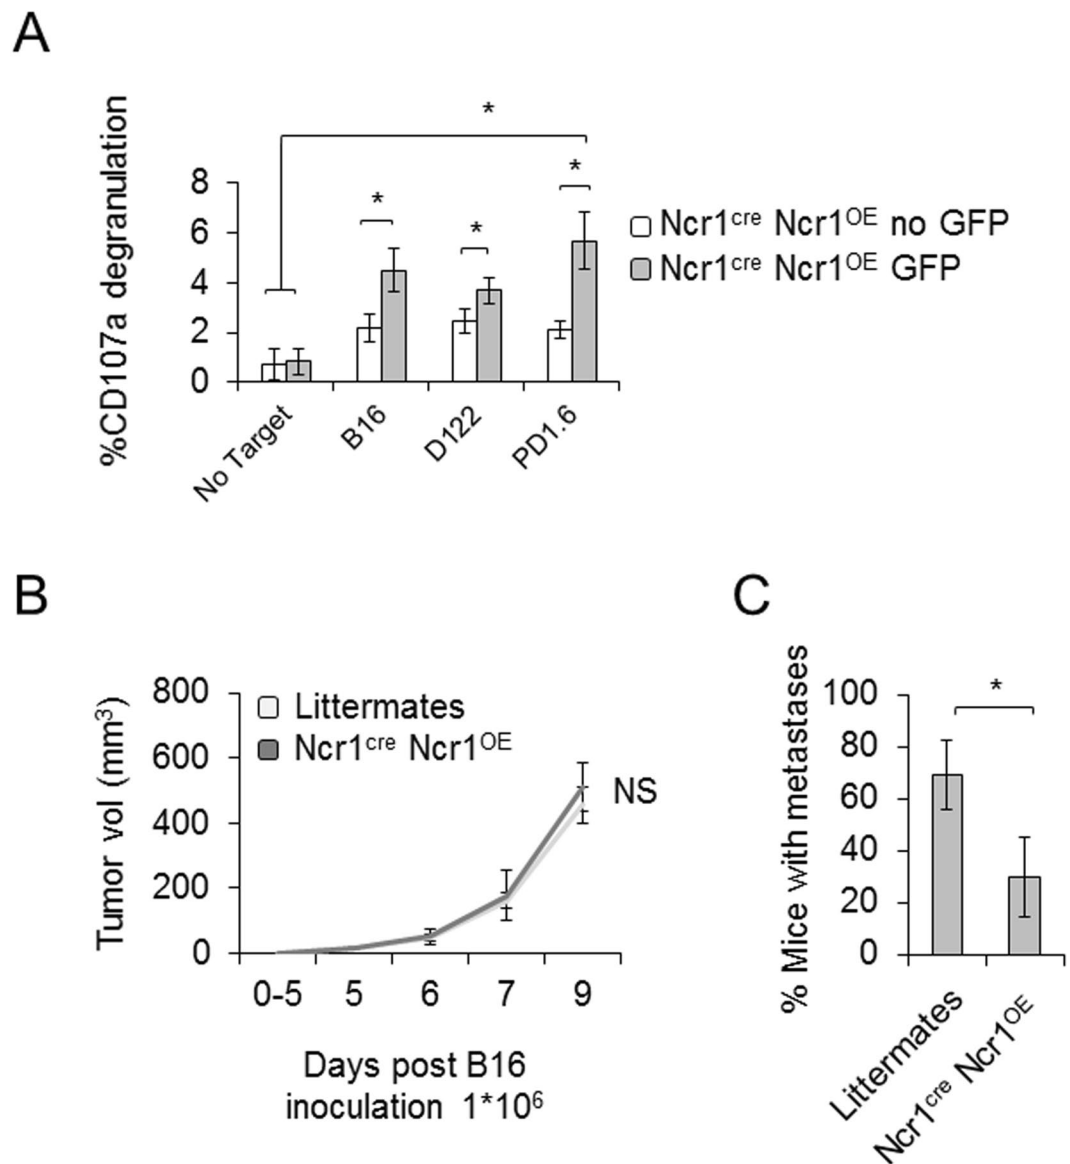 A
%CD107a degranulation
*
8
6
4
2
0
*
*
*
No Target
B16
D122
PD1.6
Ncr1cre Ncr1OE no GFP
Ncr1cre Ncr1OE GFP
B
Tumor vol (mm3)
800
600
400
200
0
Littermates
Ncr1cre Ncr1OE
NS
0-5 5 6 7 9
Days post B16
inoculation 1*106
C
% Mice with metastases
100
80
60
40
20
0
*
Littermates
Ncr1cre Ncr1OE